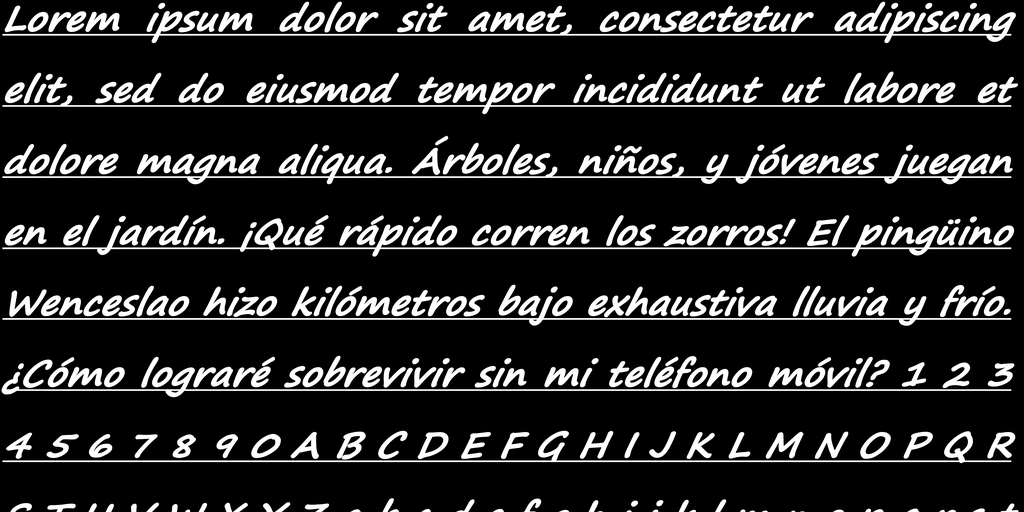 Lorem ipsum dolor sit amet, consectetur adipiscing
elit, sed do eiusmod tempor incididunt ut labore et
dolore magna aliqua. Árboles, niños, y jóvenes juegan
en el jardín. ¡Qué rápido corren los zorros! El pingüino
Wenceslao hizo kilómetros bajo exhaustiva lluvia y frío.
¿Cómo lograré sobrevivir sin mi teléfono móvil? 1 2 3
4 5 6 7 8 9 0 A B C D E F G H I J K L M N O P Q R
S T U V W X Y Z a b c d e f g h i j k l m n o p q r s t